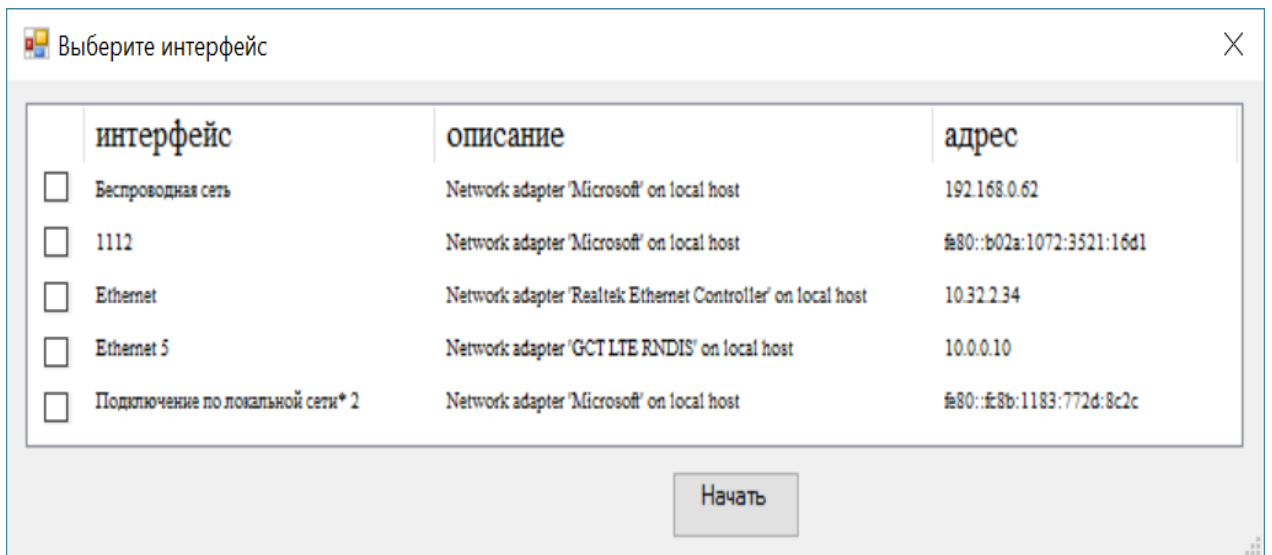 Выберите интерфейс
интерфейс описание адрес
Беспроводная сеть Network adapter 'Microsoft' on local host 192.168.0.62
1112 Network adapter 'Microsoft' on local host fe80::b02a:1072:3521:16d1
Ethernet Network adapter 'Realtek Ethernet Controller' on local host 10.32.2.34
Ethernet 5 Network adapter 'GCT LTE RNDIS' on local host 10.0.0.10
Подключение по локальной сети* 2 Network adapter 'Microsoft' on local host fe80::fc8b:1183:772d:8c2c
Начать